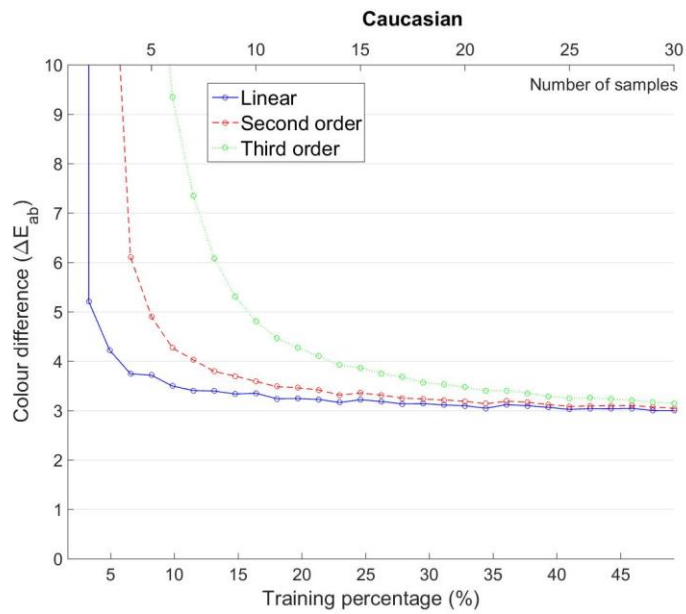 Caucasian
5 10 15 20 25 30
Number of samples
10
9
8
7
6
5
4
3
2
1
0
Colour difference (ΔE_ab)
Linear
Second order
Third order
5 10 15 20 25 30 35 40 45
Training percentage (%)